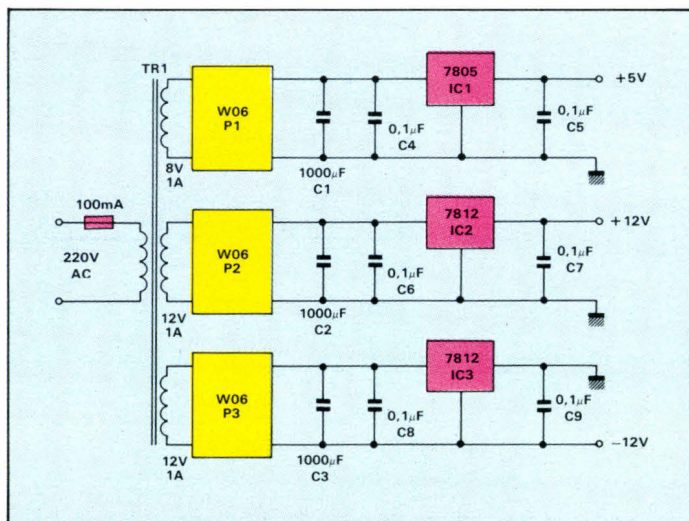 TR1
100mA
220V
AC
8V
1A
W06
P1
1000µF
C1
0,1µF
C4
7805
IC1
0,1µF
C5
+5V
12V
1A
W06
P2
1000µF
C2
0,1µF
C6
7812
IC2
0,1µF
C7
+12V
12V
1A
W06
P3
1000µF
C3
0,1µF
C8
7812
IC3
0,1µF
C9
−12V